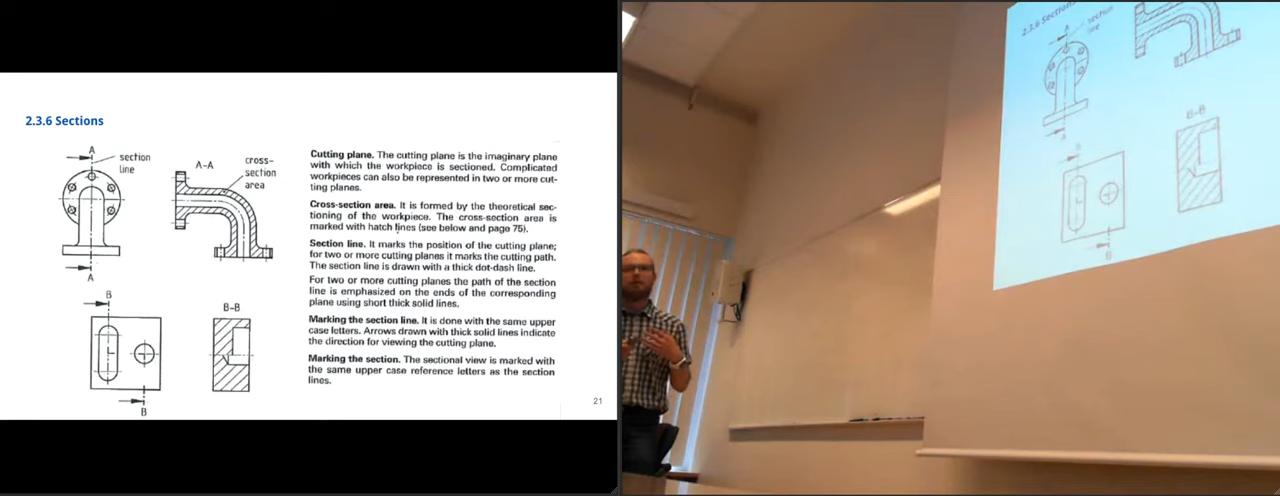 2.3.6 Sections
A
section
line
A
A–A
cross-
section
area
Cutting plane. The cutting plane is the imaginary plane
with which the workpiece is sectioned. Complicated
workpieces can also be represented in two or more cut-
ting planes.
Cross-section area. It is formed by the theoretical sec-
tioning of the workpiece. The cross-section area is
marked with hatch lines (see below and page 75).
Section line. It marks the position of the cutting plane;
for two or more cutting planes it marks the cutting path.
The section line is drawn with a thick dot-dash line.
For two or more cutting planes the path of the section
line is emphasized on the ends of the corresponding
plane using short thick solid lines.
Marking the section line. It is done with the same upper
case letters. Arrows drawn with thick solid lines indicate
the direction for viewing the cutting plane.
Marking the section. The sectional view is marked with
the same upper case reference letters as the section
lines.
B
B
B–B
21
2.3.6 Sections
A
section
line
A
B–B
B
B